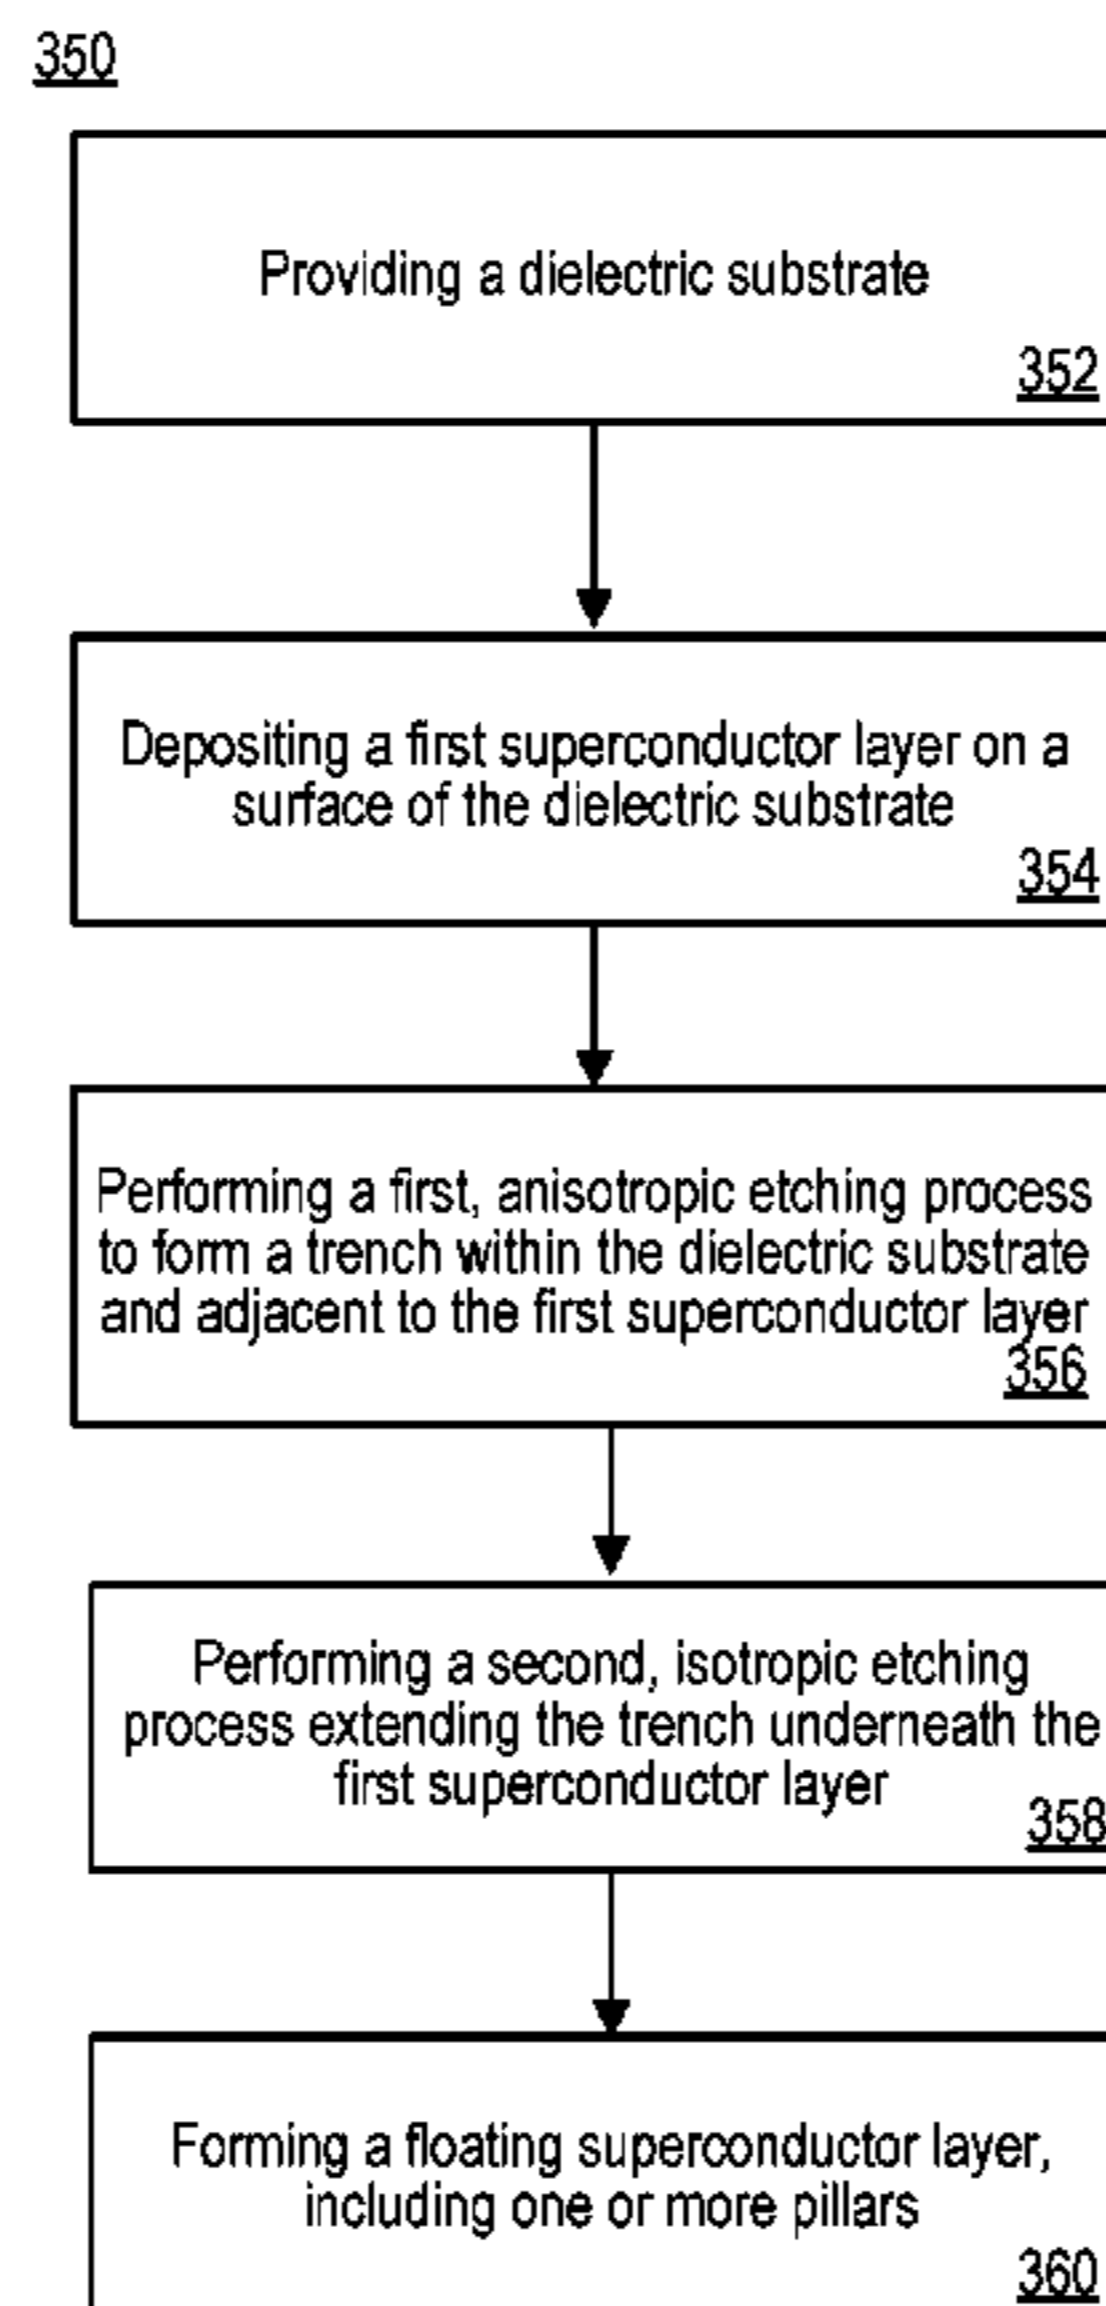 350
Providing a dielectric substrate
352
Depositing a first superconductor layer on a
surface of the dielectric substrate
354
Performing a first, anisotropic etching process
to form a trench within the dielectric substrate
and adjacent to the first superconductor layer
356
Performing a second, isotropic etching
process extending the trench underneath the
first superconductor layer
358
Forming a floating superconductor layer,
including one or more pillars
360